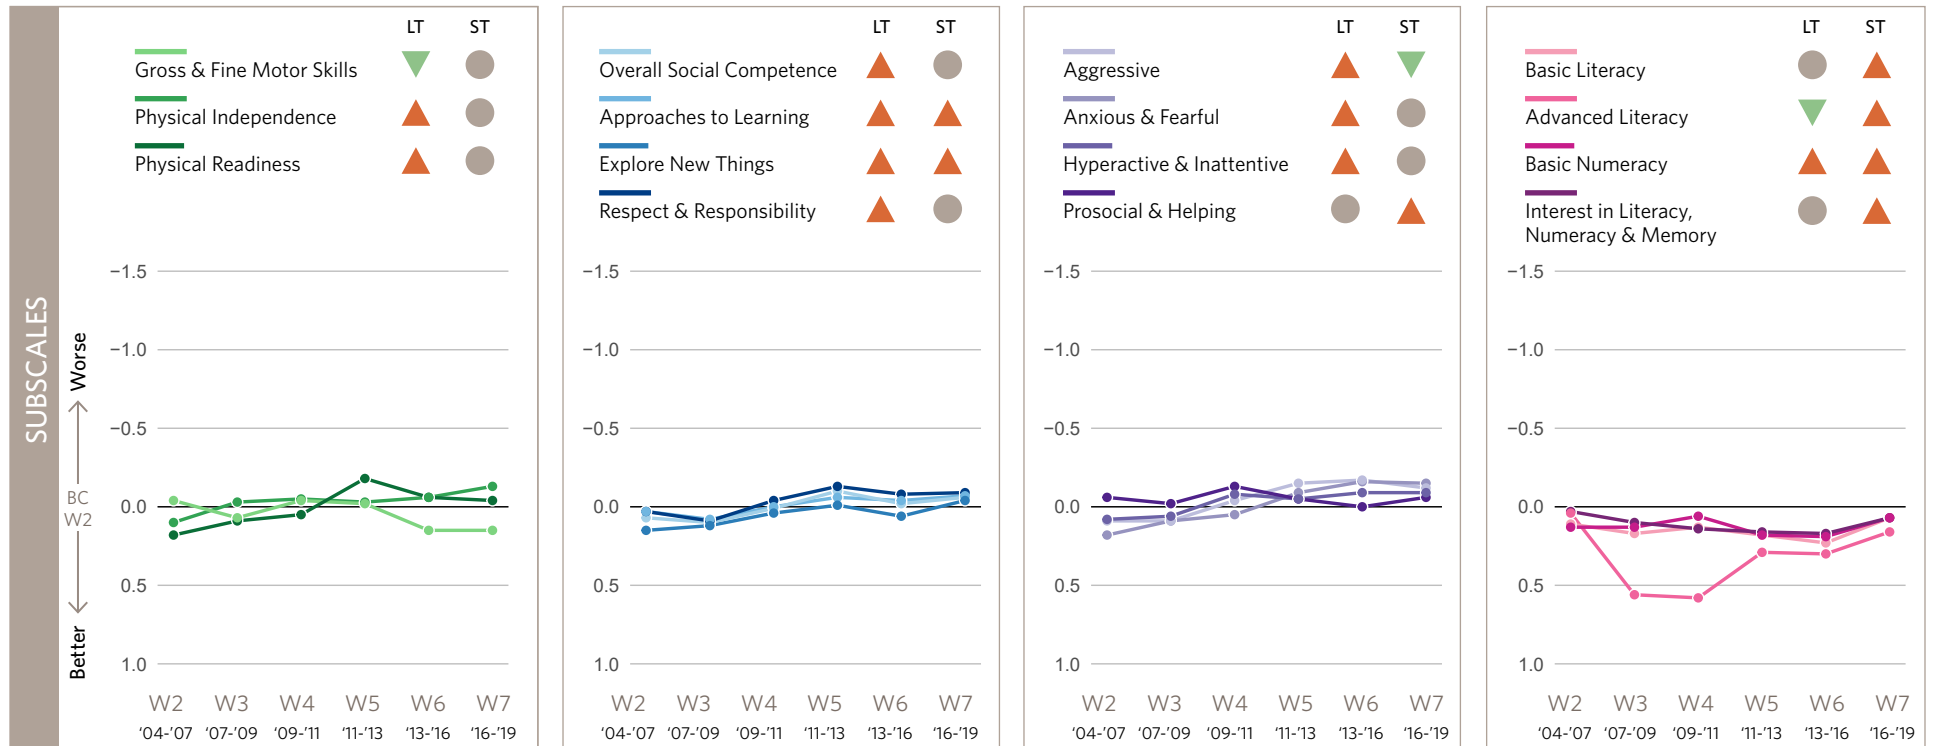 SUBSCALES
Worse
BC
W2
Better
LT ST
Gross & Fine Motor Skills
Physical Independence
Physical Readiness
−1.5
−1.0
−0.5
0.0
0.5
1.0
W2 W3 W4 W5 W6 W7
‘04-’07 ‘07-’09 ‘09-’11 ‘11-’13 ‘13-’16 ‘16-’19
LT ST
Overall Social Competence
Approaches to Learning
Explore New Things
Respect & Responsibility
−1.5
−1.0
−0.5
0.0
0.5
1.0
W2 W3 W4 W5 W6 W7
‘04-’07 ‘07-’09 ‘09-’11 ‘11-’13 ‘13-’16 ‘16-’19
LT ST
Aggressive
Anxious & Fearful
Hyperactive & Inattentive
Prosocial & Helping
−1.5
−1.0
−0.5
0.0
0.5
1.0
W2 W3 W4 W5 W6 W7
‘04-’07 ‘07-’09 ‘09-’11 ‘11-’13 ‘13-’16 ‘16-’19
LT ST
Basic Literacy
Advanced Literacy
Basic Numeracy
Interest in Literacy,
Numeracy & Memory
−1.5
−1.0
−0.5
0.0
0.5
1.0
W2 W3 W4 W5 W6 W7
‘04-’07 ‘07-’09 ‘09-’11 ‘11-’13 ‘13-’16 ‘16-’19